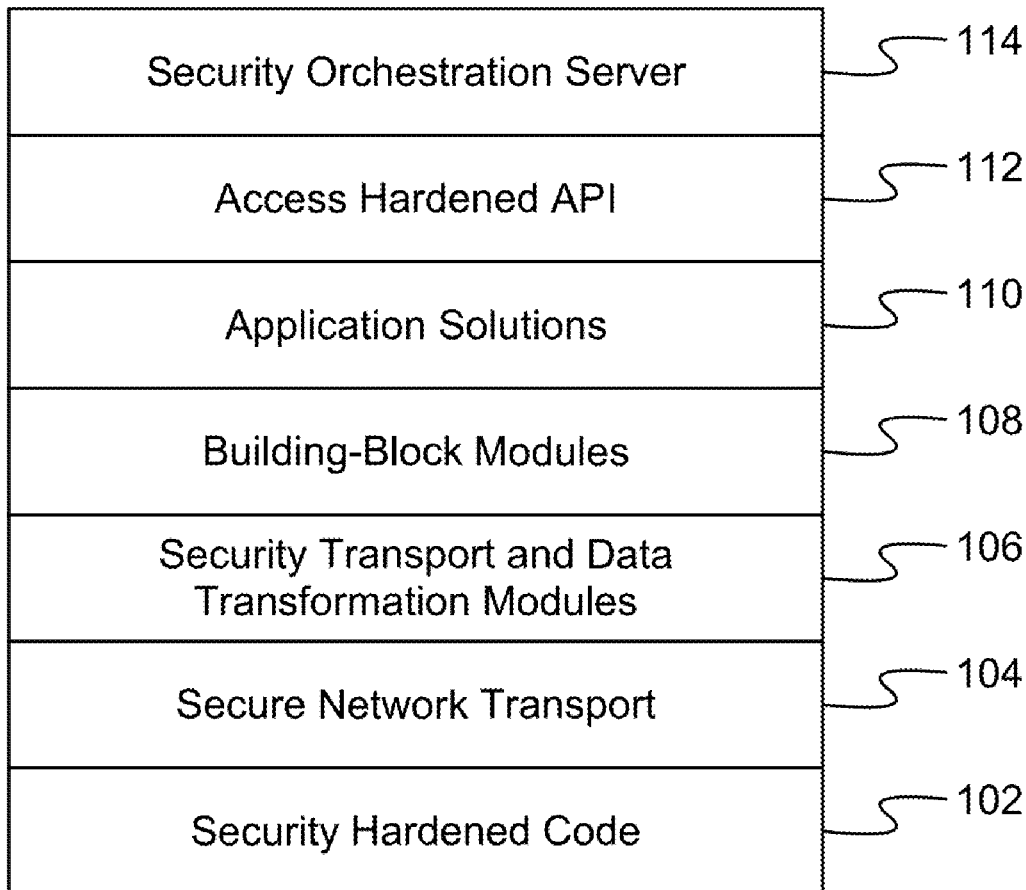 Security Orchestration Server
114
Access Hardened API
112
Application Solutions
110
Building-Block Modules
108
Security Transport and Data
Transformation Modules
106
Secure Network Transport
104
Security Hardened Code
102